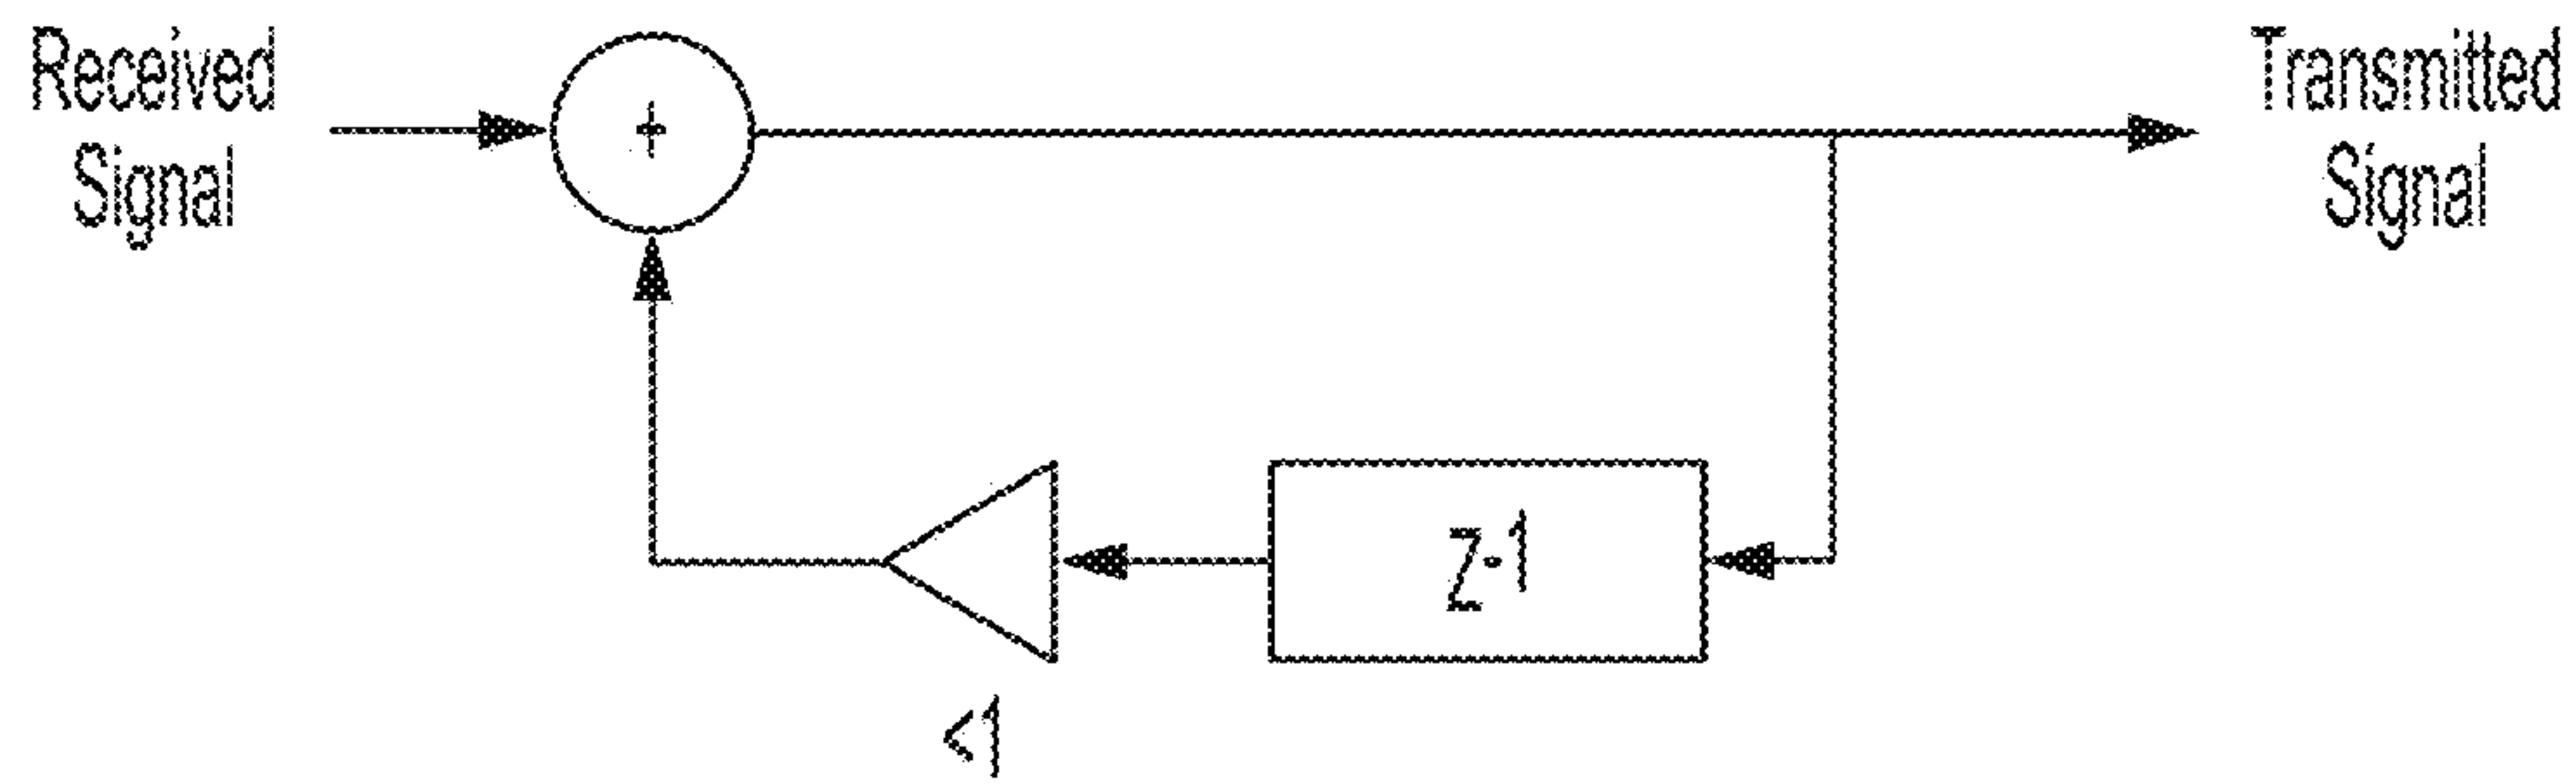 Received
Signal
+
Transmitted
Signal
z-1
<1